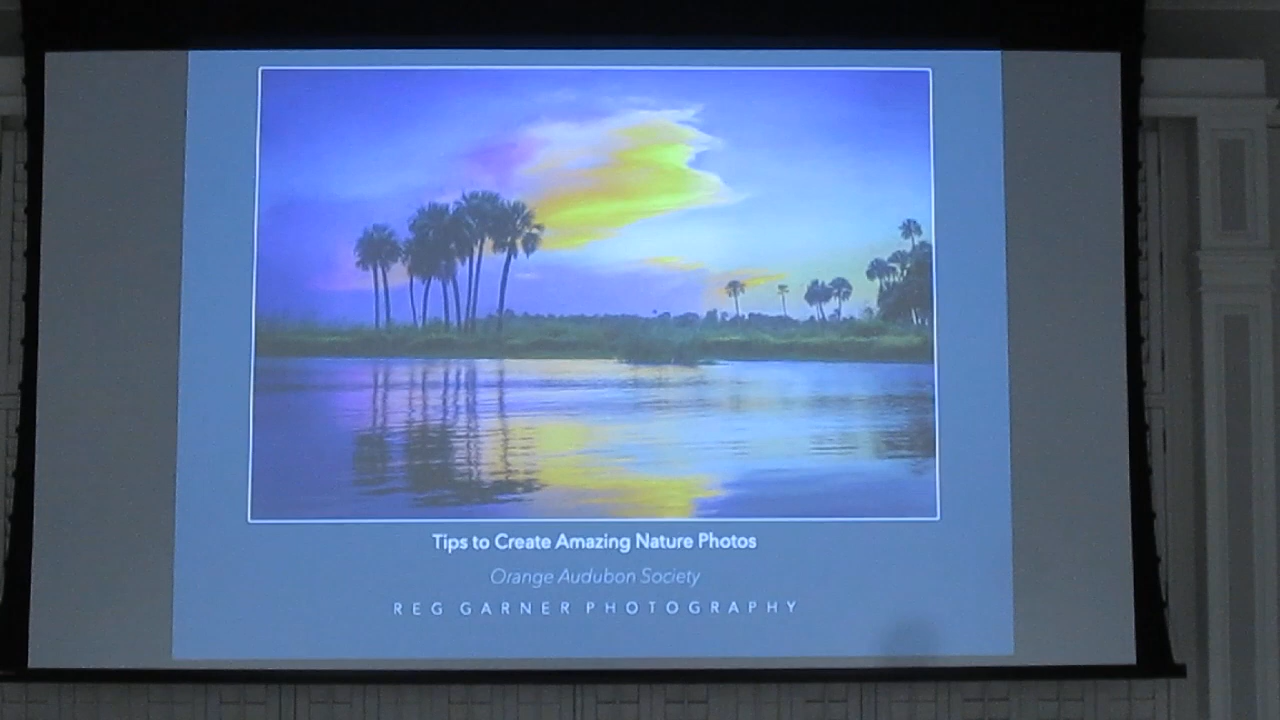 Tips to Create Amazing Nature Photos
Orange Audubon Society
REG GARNER PHOTOGRAPHY